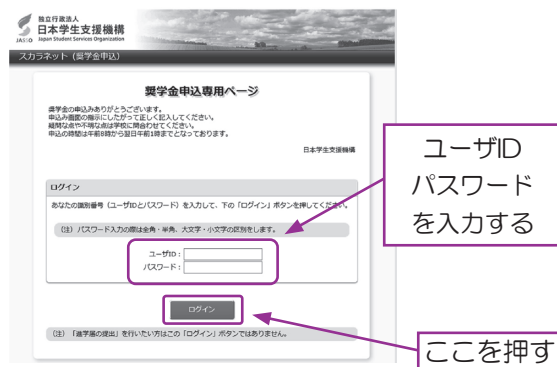 独立行政法人
日本学生支援機構
JASSO Japan Student Services Organization
スカラネット（奨学金申込）
奨学金申込専用ページ
奨学金の申込みありがとうございます。
申込み画面の指示にしたがって正しく記入してください。
疑問な点や不明な点は学校に問合わせてください。
申込の時間は午前8時から翌日午前1時までとなっております。
日本学生支援機構
ログイン
あなたの識別番号（ユーザIDとパスワード）を入力して、下の「ログイン」ボタンを押してください。
（注）パスワード入力の際は全角・半角、大文字・小文字の区別をします。
ユーザID：
パスワード：
ログイン
（注）「進学届の提出」を行いたい方はこの「ログイン」ボタンではありません。
ユーザID
パスワード
を入力する
ここを押す